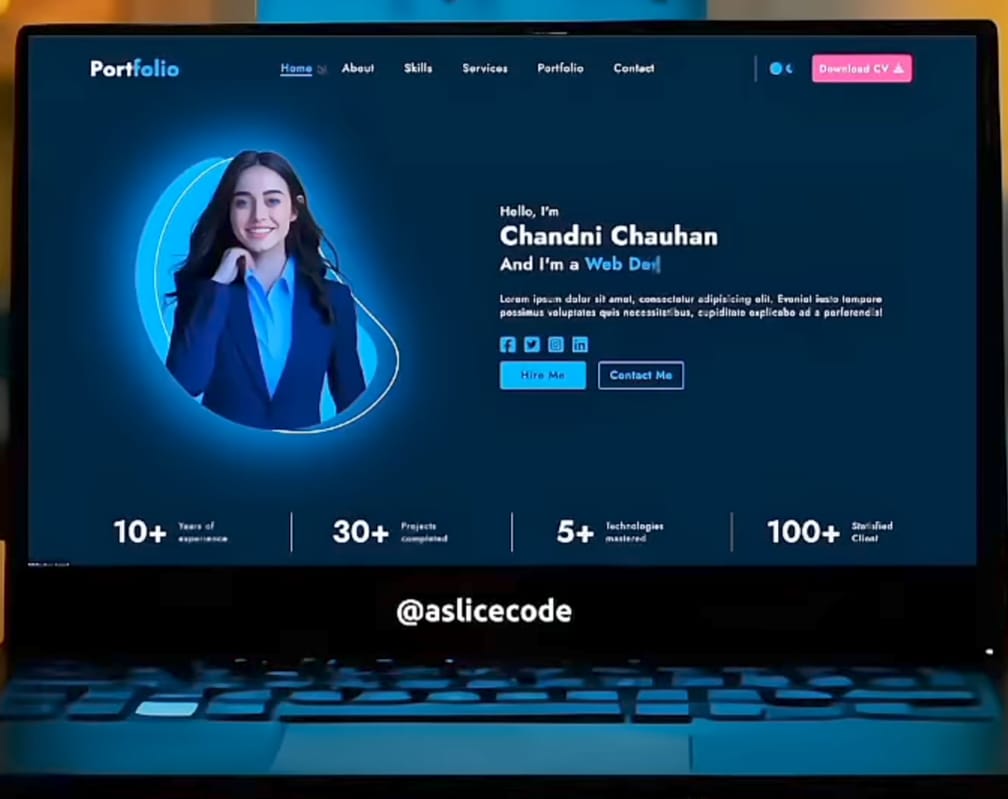 Portfolio
Home About Skills Services Portfolio Contact
Download CV
Hello, I'm
Chandni Chauhan
And I'm a Web Dev
Lorem ipsum dolor sit amet, consectetur adipisicing elit. Eveniet iusto tempore
possimus voluptates quis necessitatibus, cupiditate explicabo ad a perferendis!
Hire Me Contact Me
10+ Years of
experience
30+ Projects
completed
5+ Technologies
mastered
100+ Statisfied
Client
@aslicecode